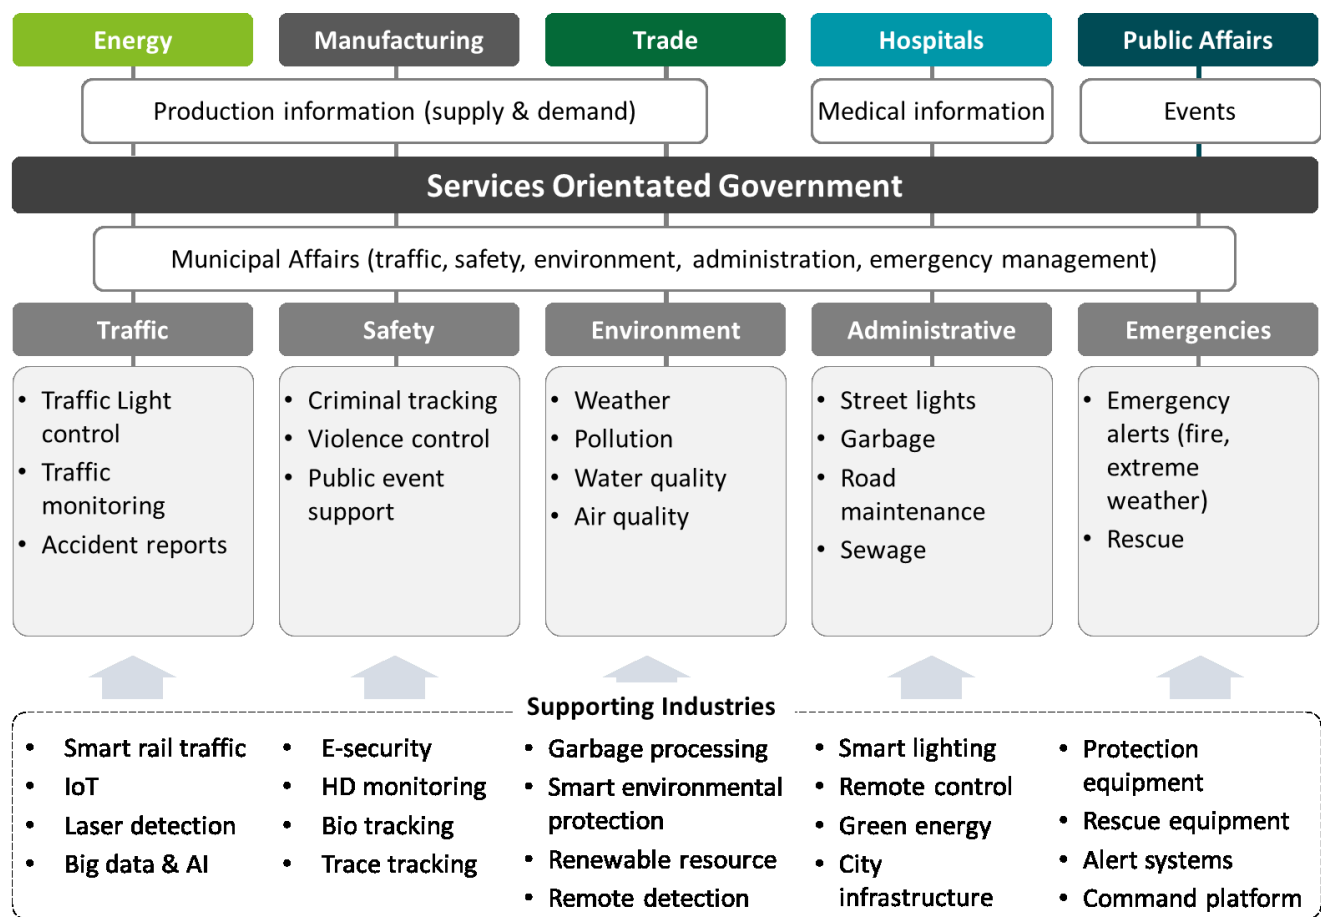 Energy
Manufacturing
Trade
Hospitals
Public Affairs
Production information (supply & demand)
Medical information
Events
Services Orientated Government
Municipal Affairs (traffic, safety, environment, administration, emergency management)
Traffic
Safety
Environment
Administrative
Emergencies
• Traffic Light
control
• Traffic
monitoring
• Accident reports
• Criminal tracking
• Violence control
• Public event
support
• Weather
• Pollution
• Water quality
• Air quality
• Street lights
• Garbage
• Road
maintenance
• Sewage
• Emergency
alerts (fire,
extreme
weather)
• Rescue
Supporting Industries
• Smart rail traffic
• IoT
• Laser detection
• Big data & AI
• E-security
• HD monitoring
• Bio tracking
• Trace tracking
• Garbage processing
• Smart environmental
protection
• Renewable resource
• Remote detection
• Smart lighting
• Remote control
• Green energy
• City
infrastructure
• Protection
equipment
• Rescue equipment
• Alert systems
• Command platform